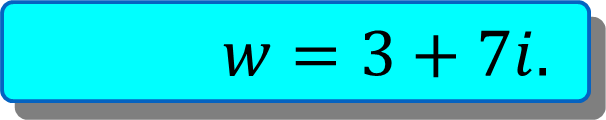 w = 3 + 7i.